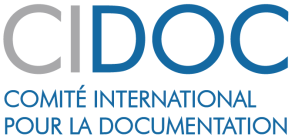 CIDOC
COMITÉ INTERNATIONAL
POUR LA DOCUMENTATION